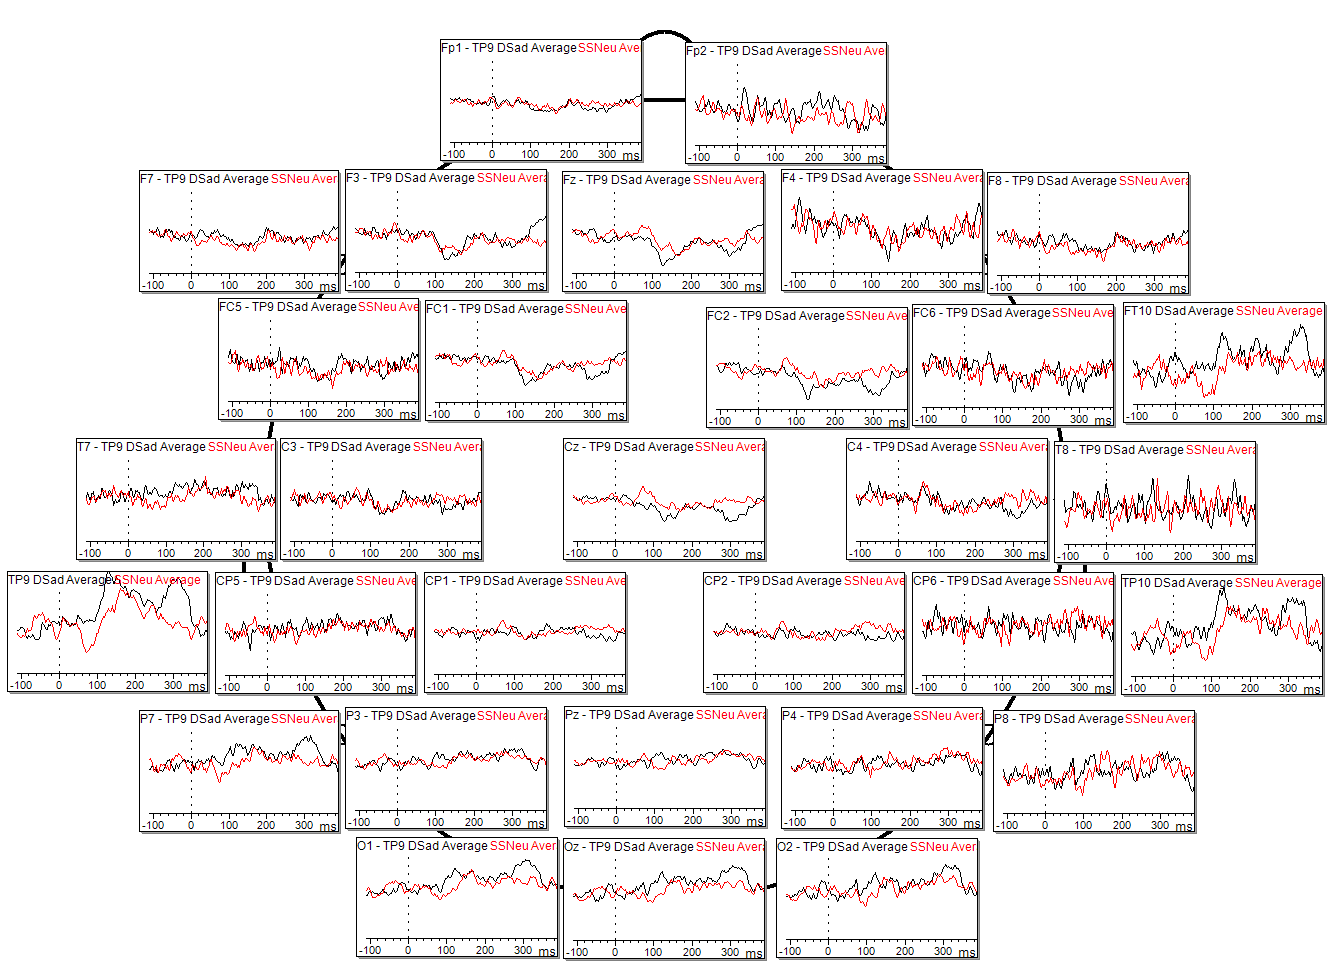 Fp1 - TP9 DSad Average SSNeu Ave
-100 0 100 200 300 ms
Fp2 - TP9 DSad Average SSNeu Ave
-100 0 100 200 300 ms
F7 - TP9 DSad Average SSNeu Aver
-100 0 100 200 300 ms
F3 - TP9 DSad Average SSNeu Avera
-100 0 100 200 300 ms
Fz - TP9 DSad Average SSNeu Avera
-100 0 100 200 300 ms
F4 - TP9 DSad Average SSNeu Avera
-100 0 100 200 300 ms
F8 - TP9 DSad Average SSNeu Avera
-100 0 100 200 300 ms
FC5 - TP9 DSad Average SSNeu Ave
-100 0 100 200 300 ms
FC1 - TP9 DSad Average SSNeu Ave
-100 0 100 200 300 ms
FC2 - TP9 DSad Average SSNeu Ave
-100 0 100 200 300 ms
FC6 - TP9 DSad Average SSNeu Ave
-100 0 100 200 300 ms
FT10 DSad Average SSNeu Average
-100 0 100 200 300 ms
T7 - TP9 DSad Average SSNeu Avera
-100 0 100 200 300 ms
C3 - TP9 DSad Average SSNeu Avera
-100 0 100 200 300 ms
Cz - TP9 DSad Average SSNeu Avera
-100 0 100 200 300 ms
C4 - TP9 DSad Average SSNeu Avera
-100 0 100 200 300 ms
T8 - TP9 DSad Average SSNeu Avera
-100 0 100 200 300 ms
TP9 DSad Average SSNeu Average
-100 0 100 200 300 ms
CP5 - TP9 DSad Average SSNeu Ave
-100 0 100 200 300 ms
CP1 - TP9 DSad Average SSNeu Ave
-100 0 100 200 300 ms
CP2 - TP9 DSad Average SSNeu Ave
-100 0 100 200 300 ms
CP6 - TP9 DSad Average SSNeu Ave
-100 0 100 200 300 ms
TP10 DSad Average SSNeu Average
-100 0 100 200 300 ms
P7 - TP9 DSad Average SSNeu Aver
-100 0 100 200 300 ms
P3 - TP9 DSad Average SSNeu Avera
-100 0 100 200 300 ms
Pz - TP9 DSad Average SSNeu Avera
-100 0 100 200 300 ms
P4 - TP9 DSad Average SSNeu Avera
-100 0 100 200 300 ms
P8 - TP9 DSad Average SSNeu Avera
-100 0 100 200 300 ms
O1 - TP9 DSad Average SSNeu Aver
-100 0 100 200 300 ms
Oz - TP9 DSad Average SSNeu Avera
-100 0 100 200 300 ms
O2 - TP9 DSad Average SSNeu Aver
-100 0 100 200 300 ms